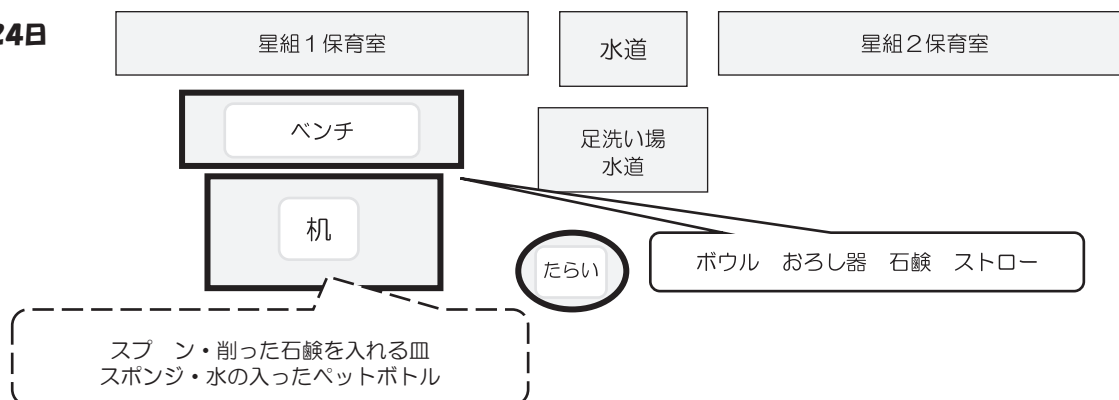 24日
星組１保育室
水道
星組２保育室
ベンチ
足洗い場
水道
机
たらい
ボウル　おろし器　石鹸　ストロー
スプ　ン・削った石鹸を入れる皿
スポンジ・水の入ったペットボトル